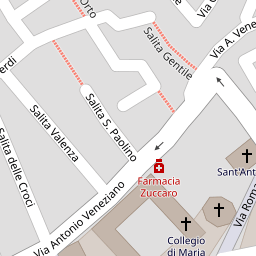 Orto
Salita Gentile
Via A. Vene
erdi
Salita S. Paolino
Salita Valenza
Salita delle Croci
Farmacia
Zuccaro
Sant'Ant
Via Antonio Veneziano
Via Roma
Collegio
di Maria